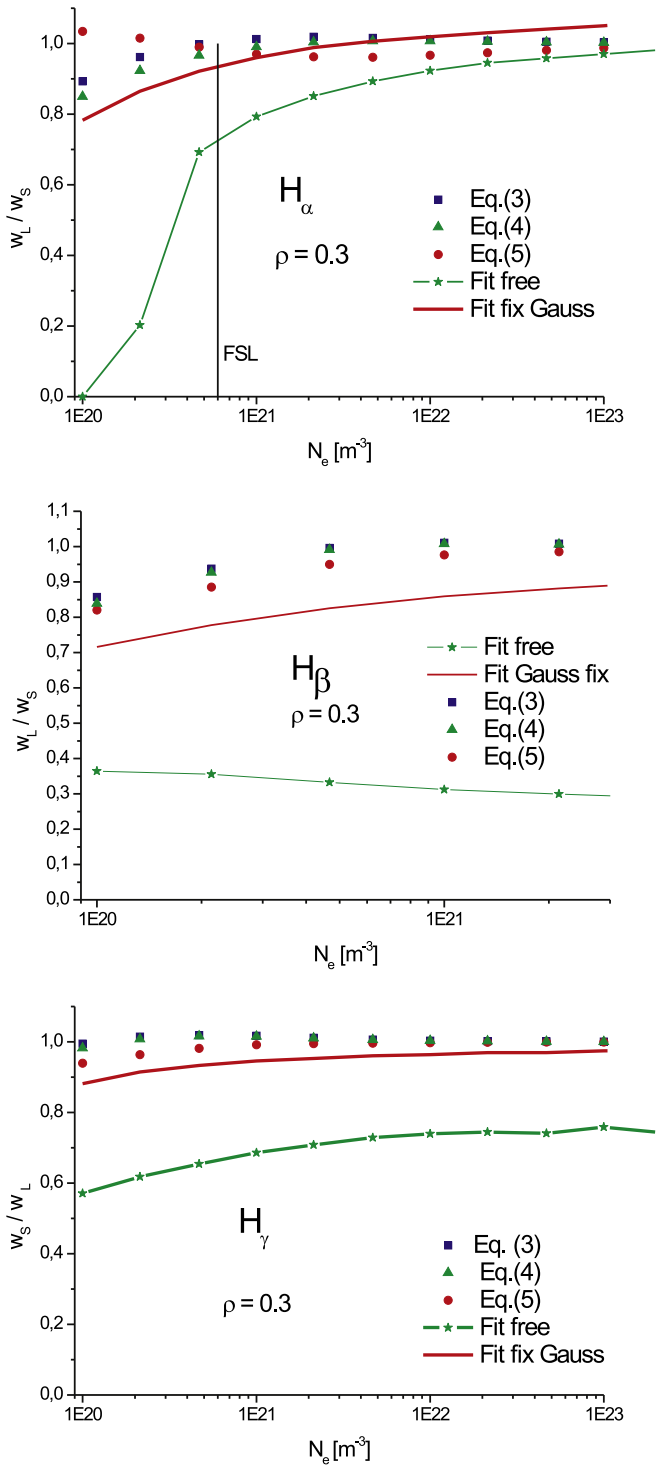 1,0
0,8
0,6
0,4
0,2
0,0
w_L / w_S
H_α
ρ = 0.3
Eq.(3)
Eq.(4)
Eq.(5)
Fit free
Fit fix Gauss
FSL
1E20 1E21 1E22 1E23
N_e [m^-3]
1,1
1,0
0,9
0,8
0,7
0,6
0,5
0,4
0,3
0,2
0,1
0,0
w_L / w_S
H_β
ρ = 0.3
Fit free
Fit Gauss fix
Eq.(3)
Eq.(4)
Eq.(5)
1E20 1E21
N_e [m^-3]
1,0
0,8
0,6
0,4
0,2
0,0
w_S / w_L
H_γ
ρ = 0.3
Eq. (3)
Eq.(4)
Eq.(5)
Fit free
Fit fix Gauss
1E20 1E21 1E22 1E23
N_e [m^-3]